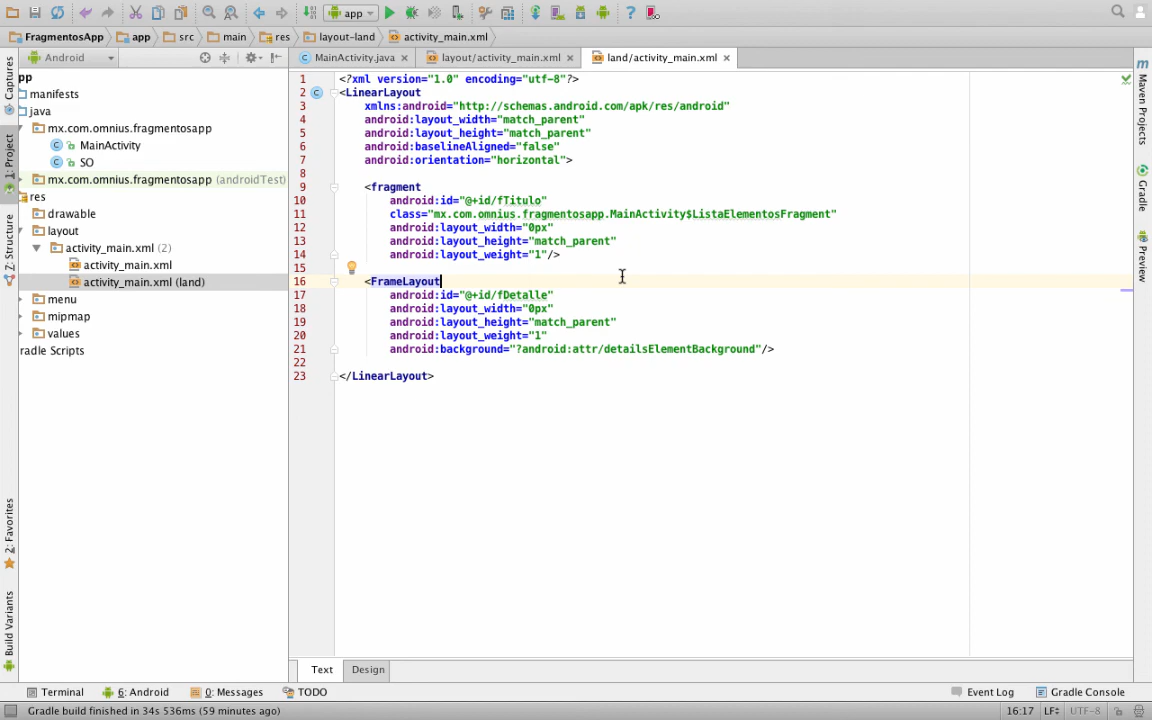 app
FragmentosApp app src main res layout-land activity_main.xml
Android
MainActivity.java layout/activity_main.xml land/activity_main.xml
pp
manifests
java
mx.com.omnius.fragmentosapp
MainActivity
SO
mx.com.omnius.fragmentosapp (androidTest)
res
drawable
layout
activity_main.xml (2)
activity_main.xml
activity_main.xml (land)
menu
mipmap
values
radle Scripts
Captures
1: Project
Z: Structure
2: Favorites
Build Variants
1 <?xml version="1.0" encoding="utf-8"?>
2 <LinearLayout
3 xmlns:android="http://schemas.android.com/apk/res/android"
4 android:layout_width="match_parent"
5 android:layout_height="match_parent"
6 android:baselineAligned="false"
7 android:orientation="horizontal">
8
9 <fragment
10 android:id="@+id/fTitulo"
11 class="mx.com.omnius.fragmentosapp.MainActivity$ListaElementosFragment"
12 android:layout_width="0px"
13 android:layout_height="match_parent"
14 android:layout_weight="1"/>
15
16 <FrameLayout
17 android:id="@+id/fDetalle"
18 android:layout_width="0px"
19 android:layout_height="match_parent"
20 android:layout_weight="1"
21 android:background="?android:attr/detailsElementBackground"/>
22
23 </LinearLayout>
m
Maven Projects
Gradle
Preview
Text Design
Terminal 6: Android 0: Messages TODO Event Log Gradle Console
Gradle build finished in 34s 536ms (59 minutes ago) 16:17 LF÷ UTF-8÷